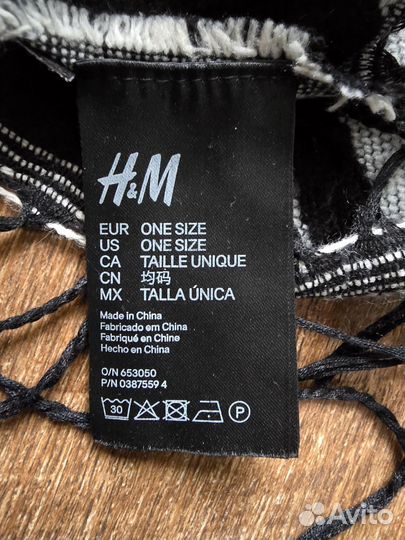 H&M
EUR ONE SIZE
US ONE SIZE
CA TAILLE UNIQUE
CN 均码
MX TALLA ÚNICA
Made in China
Fabricado em China
Fabriqué en Chine
Hecho en China
O/N 653050
P/N 0387559 4
30 P
Avito